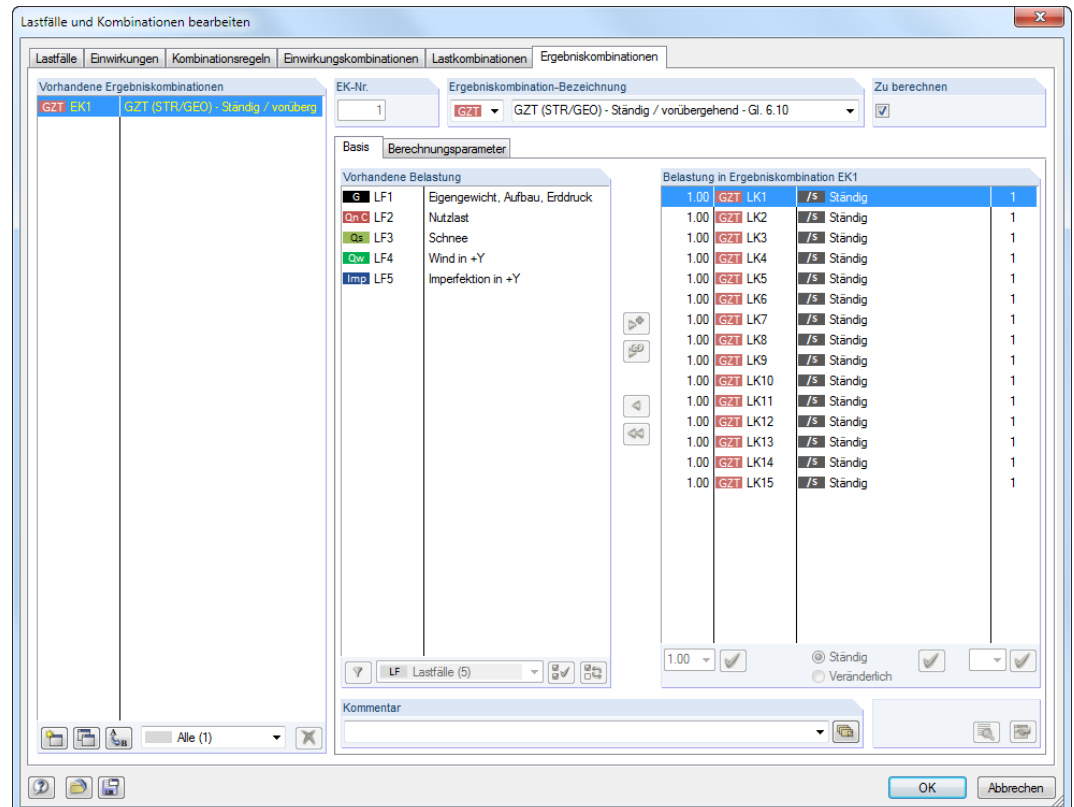 Lastfälle und Kombinationen bearbeiten
Lastfälle Einwirkungen Kombinationsregeln Einwirkungskombinationen Lastkombinationen Ergebniskombinationen
Vorhandene Ergebniskombinationen
GZT EK1 GZT (STR/GEO) - Ständig / vorüberg
EK-Nr.
1
Ergebniskombination-Bezeichnung
GZT GZT (STR/GEO) - Ständig / vorübergehend - Gl. 6.10
Zu berechnen
Basis Berechnungsparameter
Vorhandene Belastung
G LF1 Eigengewicht, Aufbau, Erddruck
Qn C LF2 Nutzlast
Qs LF3 Schnee
Qw LF4 Wind in +Y
Imp LF5 Imperfektion in +Y
Belastung in Ergebniskombination EK1
1.00 GZT LK1 /S Ständig 1
1.00 GZT LK2 /S Ständig 1
1.00 GZT LK3 /S Ständig 1
1.00 GZT LK4 /S Ständig 1
1.00 GZT LK5 /S Ständig 1
1.00 GZT LK6 /S Ständig 1
1.00 GZT LK7 /S Ständig 1
1.00 GZT LK8 /S Ständig 1
1.00 GZT LK9 /S Ständig 1
1.00 GZT LK10 /S Ständig 1
1.00 GZT LK11 /S Ständig 1
1.00 GZT LK12 /S Ständig 1
1.00 GZT LK13 /S Ständig 1
1.00 GZT LK14 /S Ständig 1
1.00 GZT LK15 /S Ständig 1
LF Lastfälle (5)
1.00
Ständig
Veränderlich
Kommentar
Alle (1)
OK Abbrechen